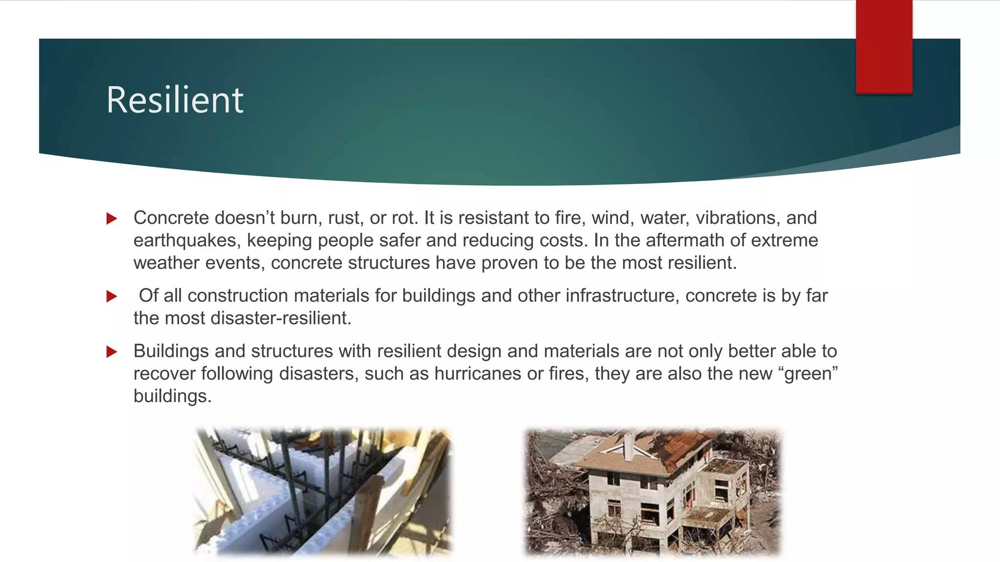 Resilient
Concrete doesn’t burn, rust, or rot. It is resistant to fire, wind, water, vibrations, and
earthquakes, keeping people safer and reducing costs. In the aftermath of extreme
weather events, concrete structures have proven to be the most resilient.
Of all construction materials for buildings and other infrastructure, concrete is by far
the most disaster-resilient.
Buildings and structures with resilient design and materials are not only better able to
recover following disasters, such as hurricanes or fires, they are also the new “green”
buildings.